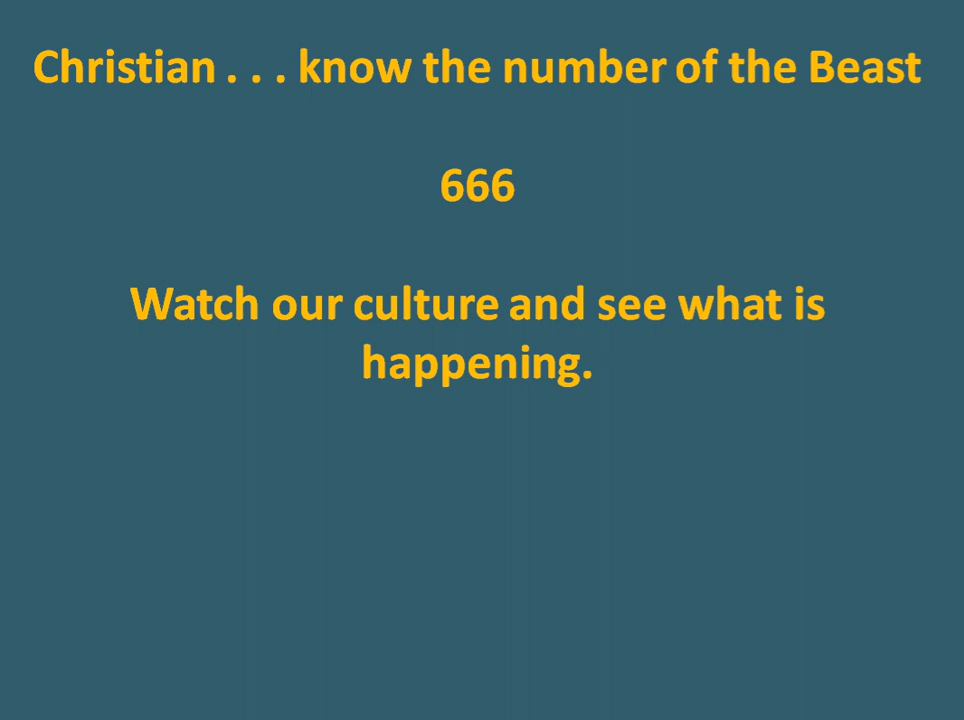 Christian . . . know the number of the Beast
666
Watch our culture and see what is
happening.